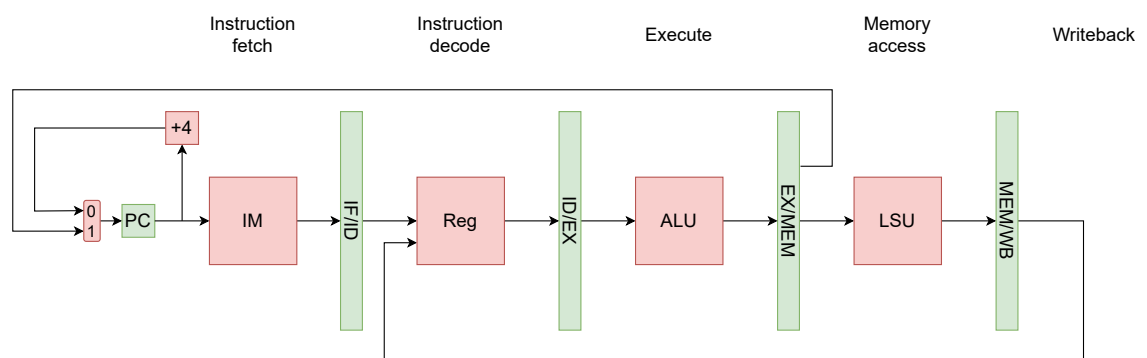 Instruction
fetch
Instruction
decode
Execute
Memory
access
Writeback
+4
0
1
PC
IM
IF/ID
Reg
ID/EX
ALU
EX/MEM
LSU
MEM/WB